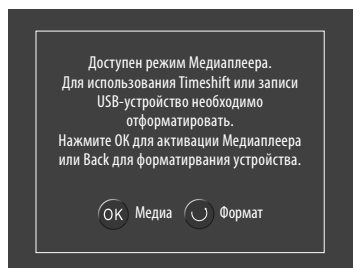 Доступен режим Медиаплеера.
Для использования Timeshift или записи
USB-устройство необходимо
отформатировать.
Нажмите OK для активации Медиаплеера
или Back для форматирвания устройства.
OK Медиа Формат